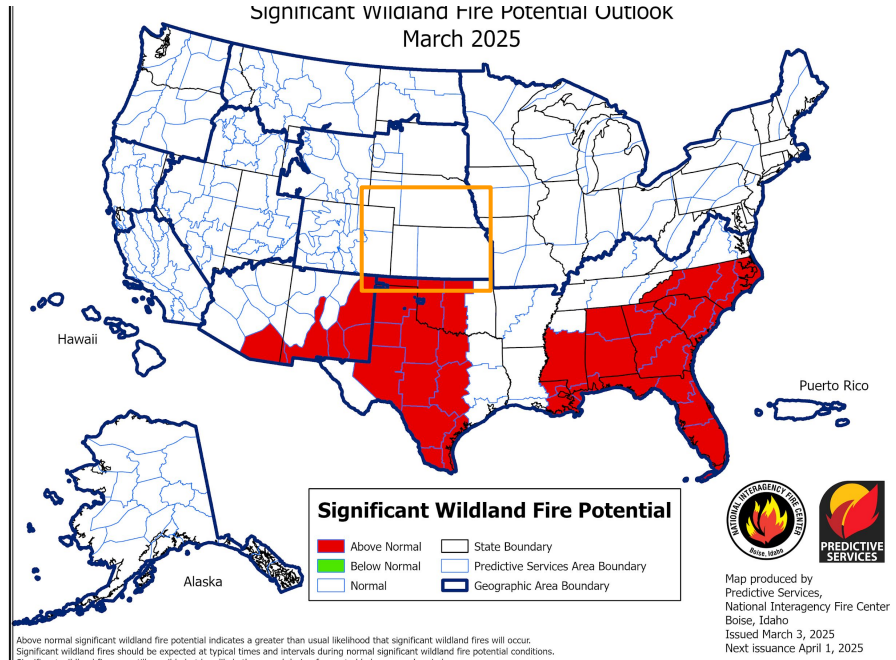 Significant Wildland Fire Potential Outlook
March 2025
Hawaii
Puerto Rico
Alaska
Significant Wildland Fire Potential
Above Normal
Below Normal
Normal
State Boundary
Predictive Services Area Boundary
Geographic Area Boundary
NATIONAL INTERAGENCY FIRE CENTER
Boise, Idaho
PREDICTIVE
SERVICES
Map produced by
Predictive Services,
National Interagency Fire Center
Boise, Idaho
Issued March 3, 2025
Next issuance April 1, 2025
Above normal significant wildland fire potential indicates a greater than usual likelihood that significant wildland fires will occur.
Significant wildland fires should be expected at typical times and intervals during normal significant wildland fire potential conditions.